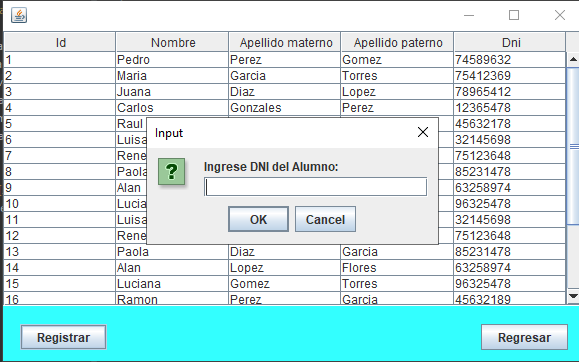 Id Nombre Apellido materno Apellido paterno Dni
1 Pedro Perez Gomez 74589632
2 Maria Garcia Torres 75412369
3 Juana Diaz Lopez 78965412
4 Carlos Gonzales Perez 12365478
5 Raul 45632178
6 Luisa 32145698
7 Rene 75123648
8 Paola 85231478
9 Alan 63258974
10 Lucia 96325478
11 Luisa 32145698
12 Rene 75123648
13 Paola Diaz Garcia 85231478
14 Alan Lopez Flores 63258974
15 Luciana Gomez Torres 96325478
16 Ramon Perez Garcia 45632189
Input
Ingrese DNI del Alumno:
?
OK Cancel
Registrar Regresar